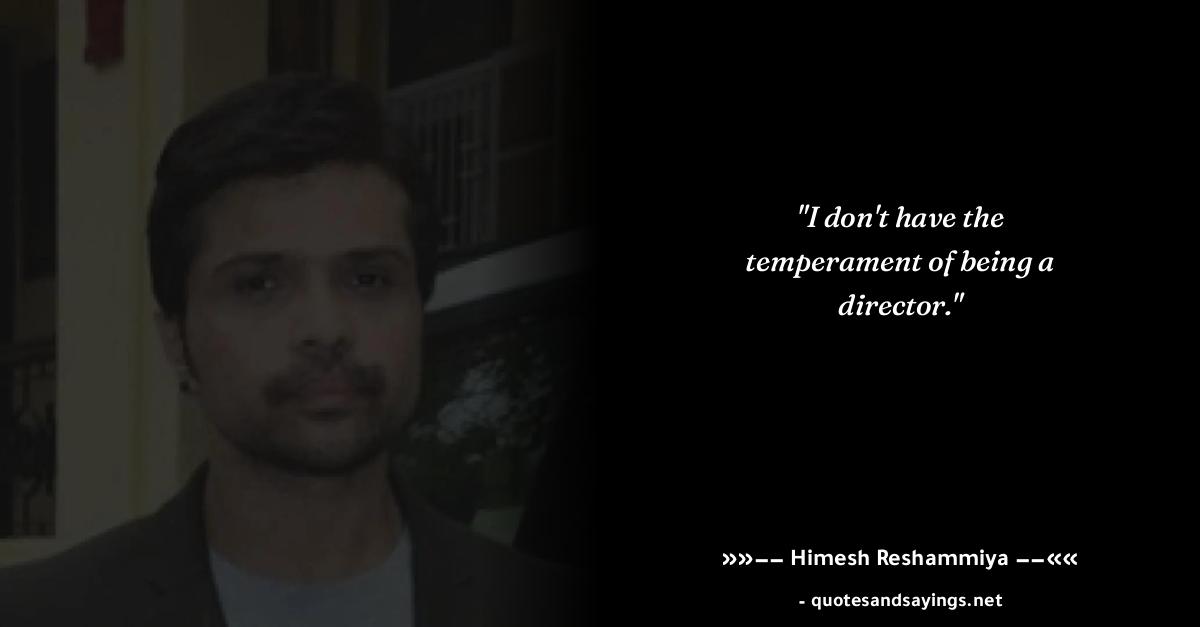 "I don't have the
temperament of being a
director."
»»−− Himesh Reshammiya −−««
- quotesandsayings.net